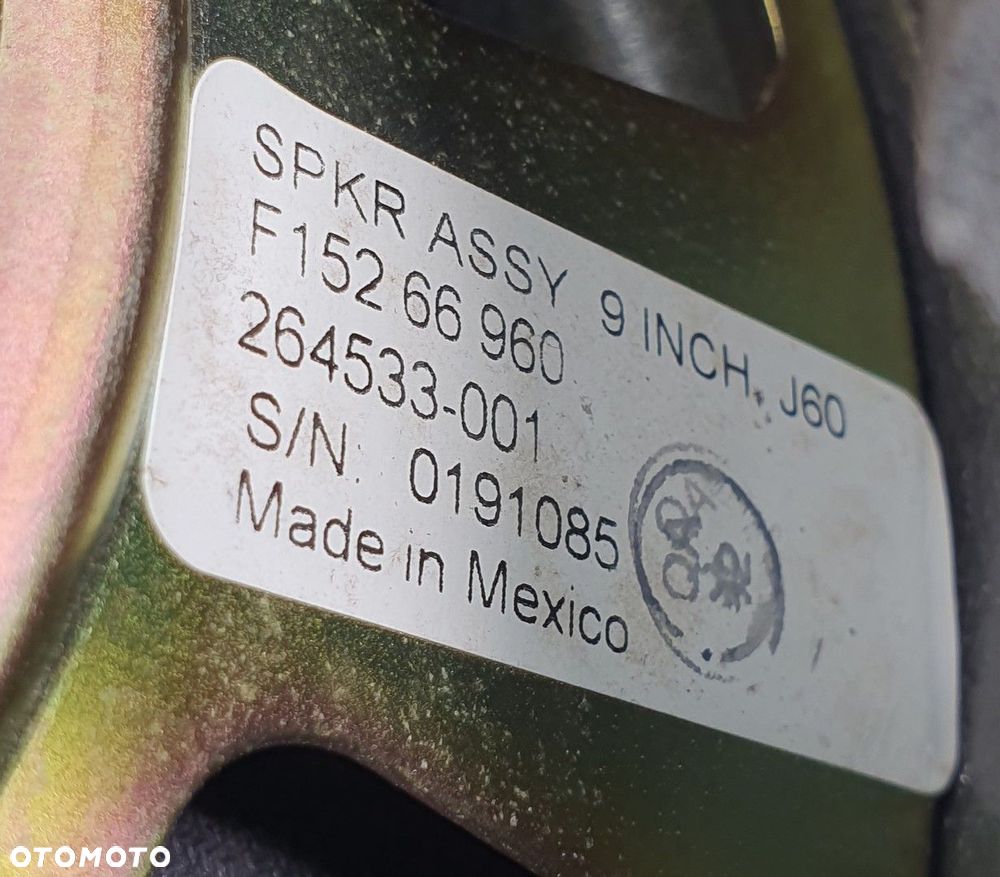 SPKR ASSY 9 INCH, J60
F152 66 960
264533-001
S/N: 0191085
Made in Mexico
OTOMOTO